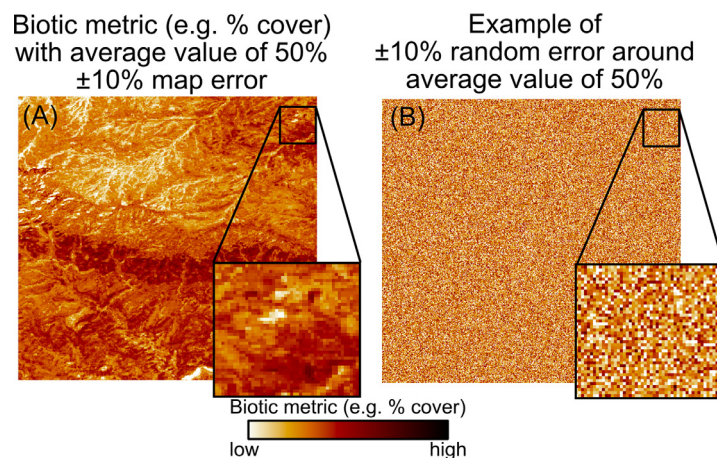 Biotic metric (e.g. % cover)
with average value of 50%
±10% map error
Example of
±10% random error around
average value of 50%
(A)
(B)
Biotic metric (e.g. % cover)
low
high